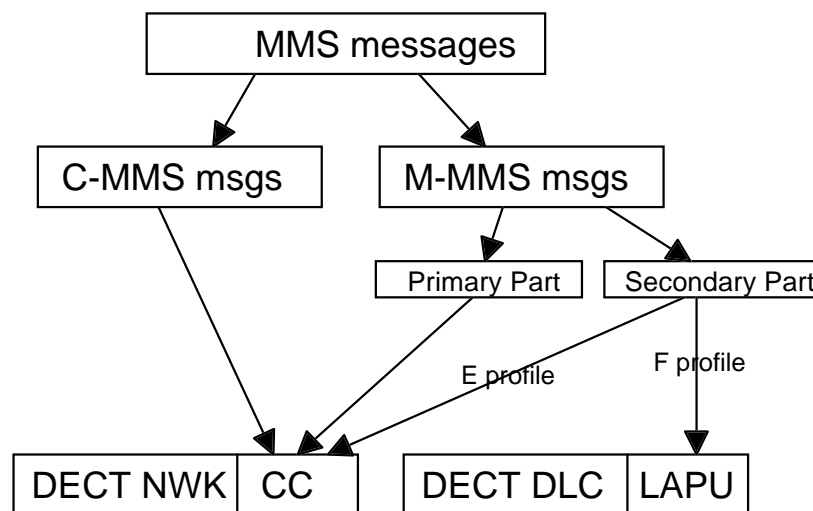 MMS messages
C-MMS msgs
M-MMS msgs
Primary Part
Secondary Part
E profile
F profile
DECT NWK
CC
DECT DLC
LAPU